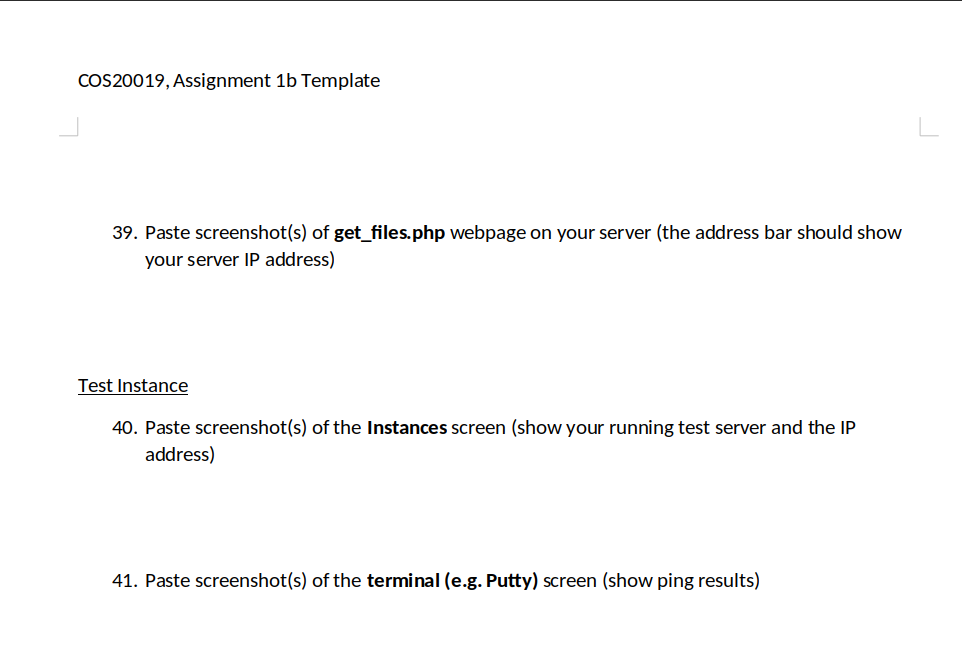 COS20019, Assignment 1b Template
39. Paste screenshot(s) of get_files.php webpage on your server (the address bar should show
your server IP address)
Test Instance
40. Paste screenshot(s) of the Instances screen (show your running test server and the IP
address)
41. Paste screenshot(s) of the terminal (e.g. Putty) screen (show ping results)